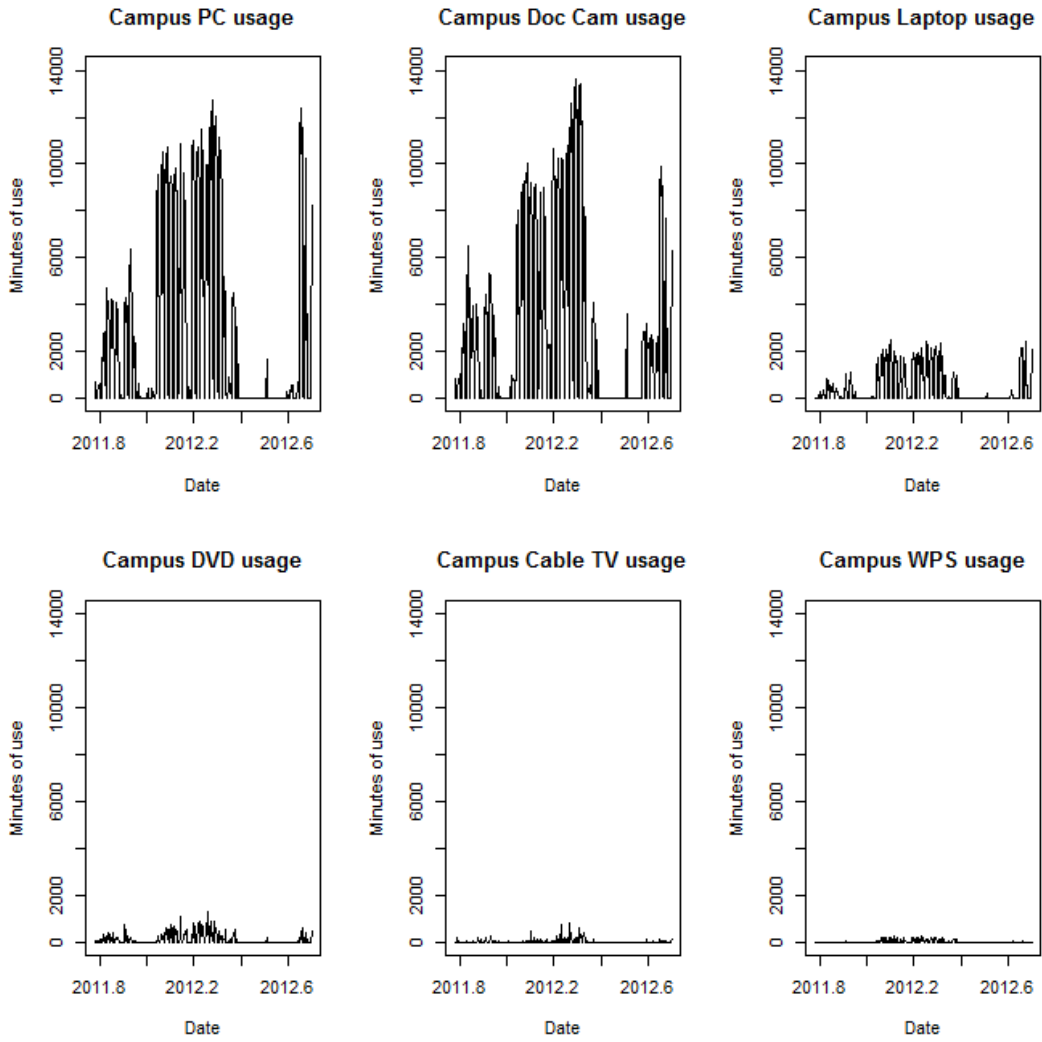 Campus PC usage
14000
10000
6000
2000
0
Minutes of use
2011.8 2012.2 2012.6
Date
Campus Doc Cam usage
14000
10000
6000
2000
0
Minutes of use
2011.8 2012.2 2012.6
Date
Campus Laptop usage
14000
10000
6000
2000
0
Minutes of use
2011.8 2012.2 2012.6
Date
Campus DVD usage
14000
10000
6000
2000
0
Minutes of use
2011.8 2012.2 2012.6
Date
Campus Cable TV usage
14000
10000
6000
2000
0
Minutes of use
2011.8 2012.2 2012.6
Date
Campus WPS usage
14000
10000
6000
2000
0
Minutes of use
2011.8 2012.2 2012.6
Date